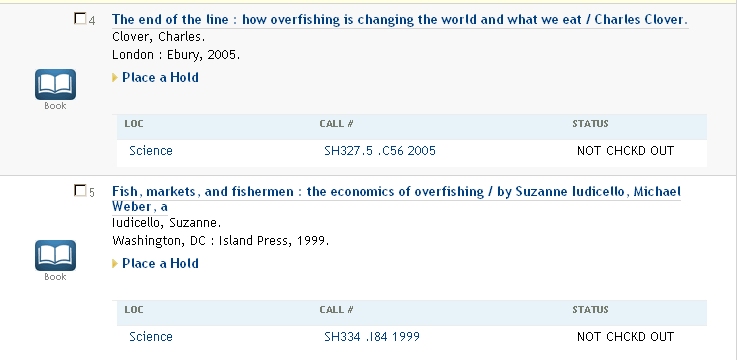 4 The end of the line : how overfishing is changing the world and what we eat / Charles Clover.
Clover, Charles.
London : Ebury, 2005.
Place a Hold
Book
LOC CALL # STATUS
Science SH327.5 .C56 2005 NOT CHCKD OUT
5 Fish, markets, and fishermen : the economics of overfishing / by Suzanne Iudicello, Michael
Weber, a
Iudicello, Suzanne.
Washington, DC : Island Press, 1999.
Place a Hold
Book
LOC CALL # STATUS
Science SH334 .I84 1999 NOT CHCKD OUT